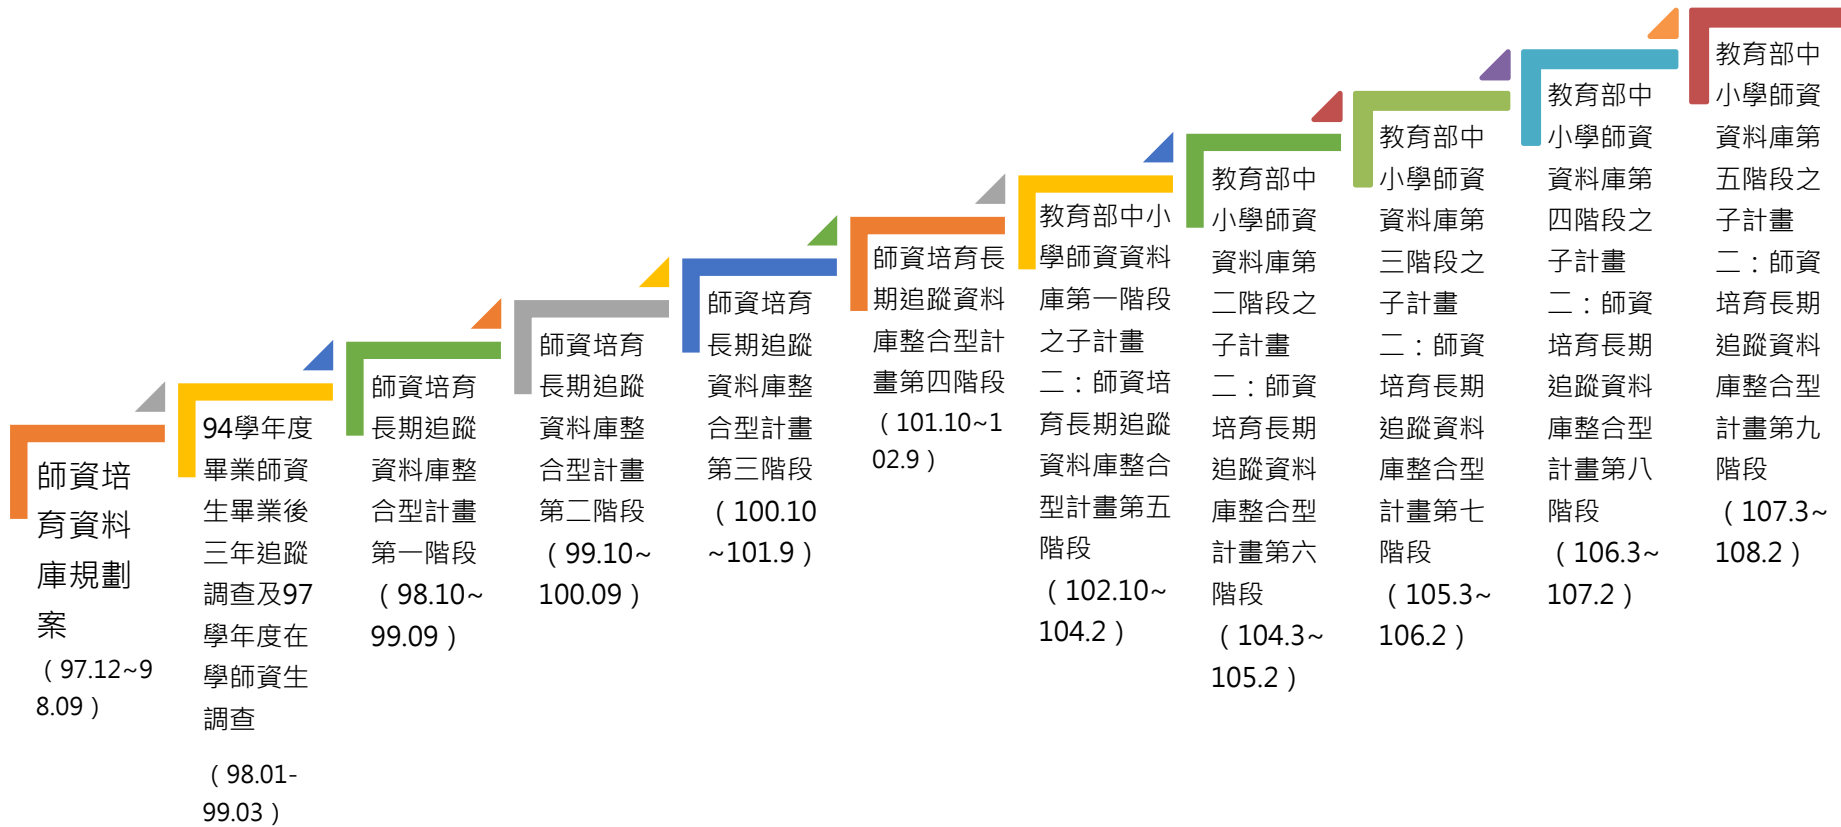 師資培
育資料
庫規劃
案
（97.12~9
8.09）
94學年度
畢業師資
生畢業後
三年追蹤
調查及97
學年度在
學師資生
調查
（98.01-
99.03）
師資培育
長期追蹤
資料庫整
合型計畫
第一階段
（98.10~
99.09）
師資培育
長期追蹤
資料庫整
合型計畫
第二階段
（99.10~
100.09）
師資培育
長期追蹤
資料庫整
合型計畫
第三階段
（100.10
~101.9）
師資培育長
期追蹤資料
庫整合型計
畫第四階段
（101.10~1
02.9）
教育部中小
學師資資料
庫第一階段
之子計畫
二：師資培
育長期追蹤
資料庫整合
型計畫第五
階段
（102.10~
104.2）
教育部中
小學師資
資料庫第
二階段之
子計畫
二：師資
培育長期
追蹤資料
庫整合型
計畫第六
階段
（104.3~
105.2）
教育部中
小學師資
資料庫第
三階段之
子計畫
二：師資
培育長期
追蹤資料
庫整合型
計畫第七
階段
（105.3~
106.2）
教育部中
小學師資
資料庫第
四階段之
子計畫
二：師資
培育長期
追蹤資料
庫整合型
計畫第八
階段
（106.3~
107.2）
教育部中
小學師資
資料庫第
五階段之
子計畫
二：師資
培育長期
追蹤資料
庫整合型
計畫第九
階段
（107.3~
108.2）